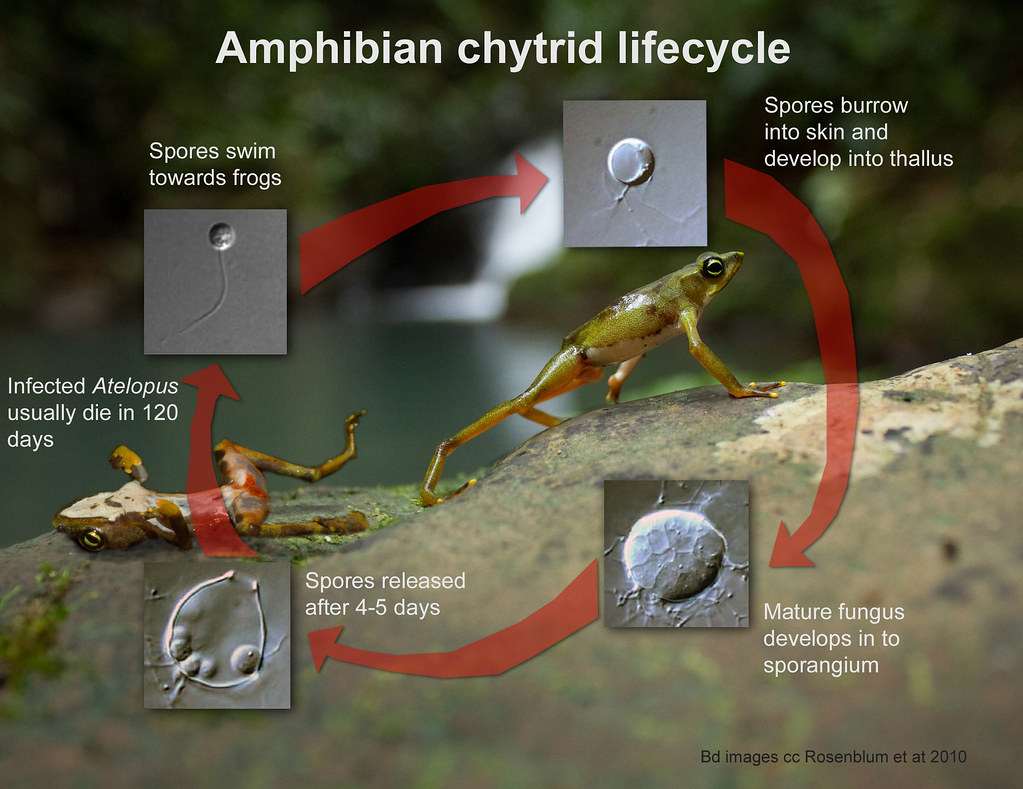 Amphibian chytrid lifecycle
Spores swim
towards frogs
Spores burrow
into skin and
develop into thallus
Mature fungus
develops in to
sporangium
Spores released
after 4-5 days
Infected Atelopus
usually die in 120
days
Bd images cc Rosenblum et at 2010